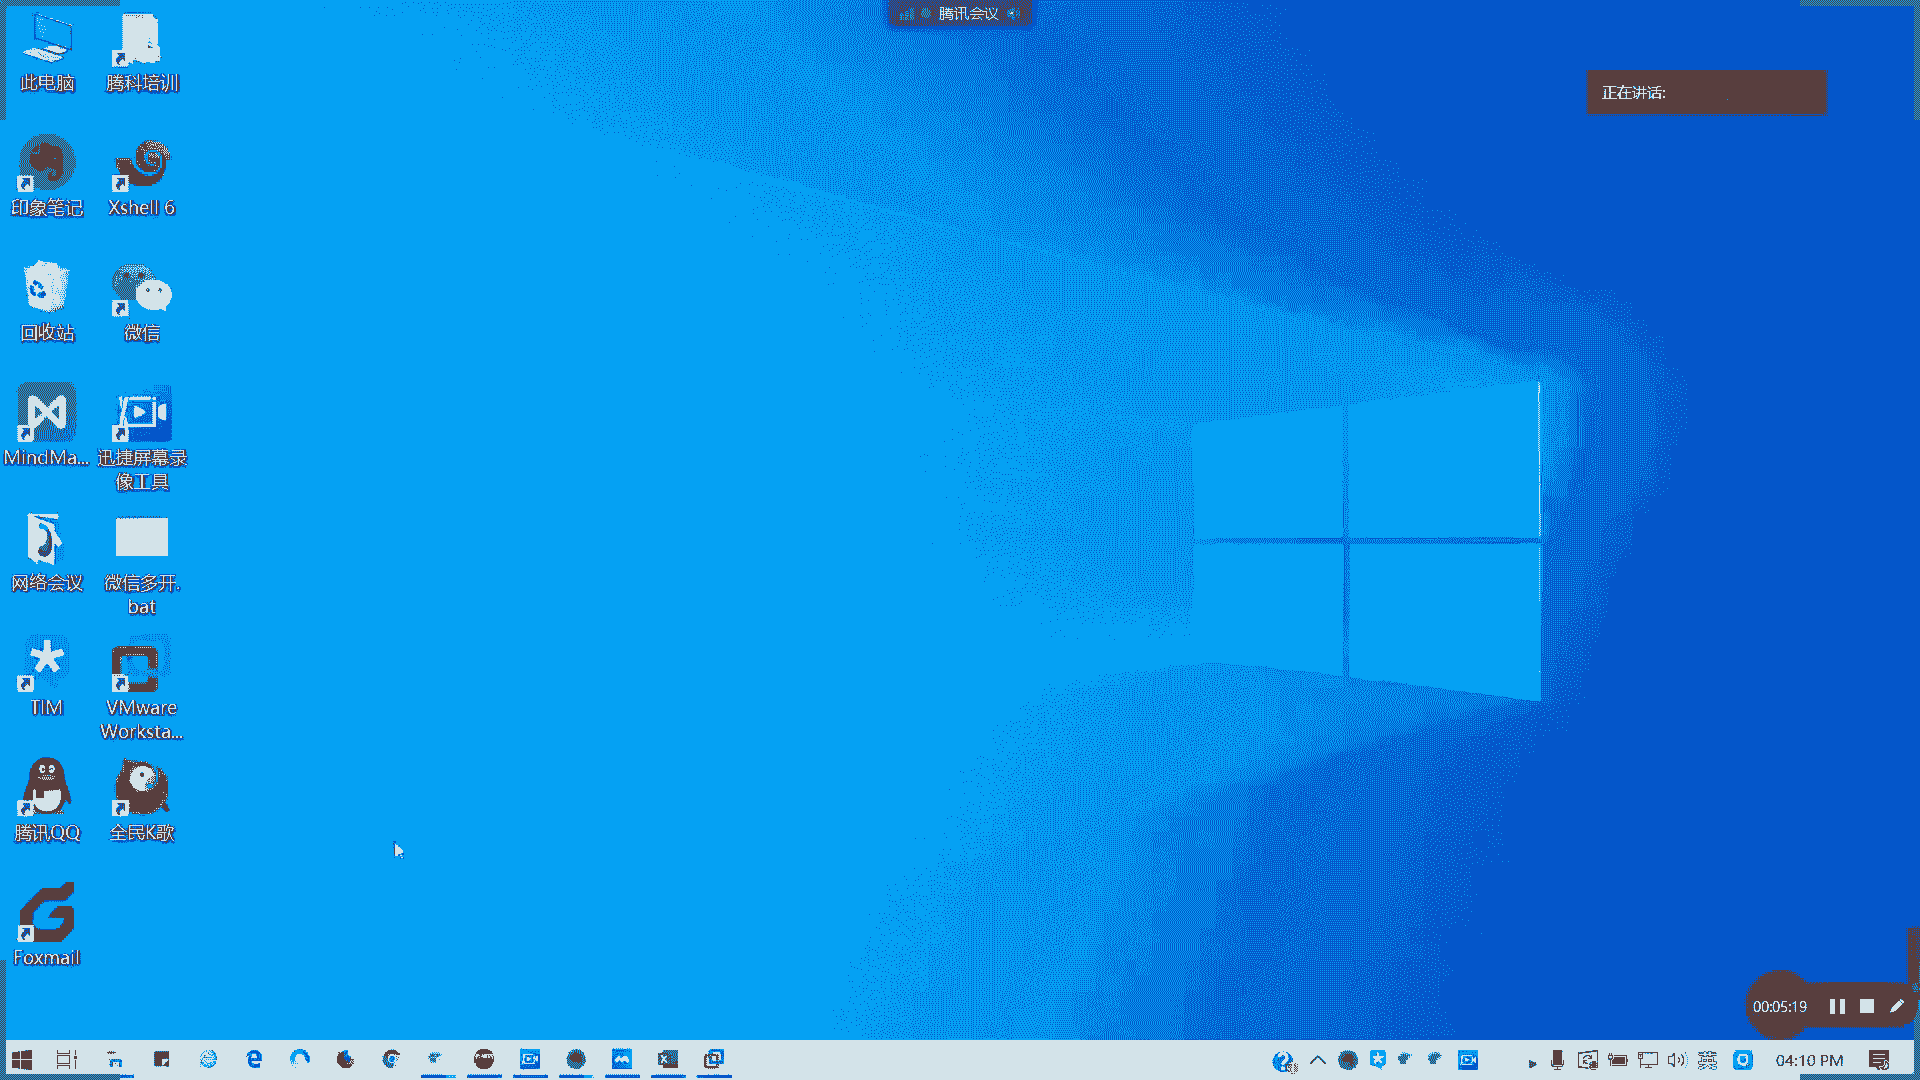 腾讯会议
正在讲话:
此电脑
腾科培训
印象笔记
Xshell 6
回收站
微信
MindMa...
迅捷屏幕录
像工具
网络会议
微信多开.
bat
TIM
VMware
Worksta...
腾讯QQ
全民K歌
Foxmail
00:05:19
英
04:10 PM